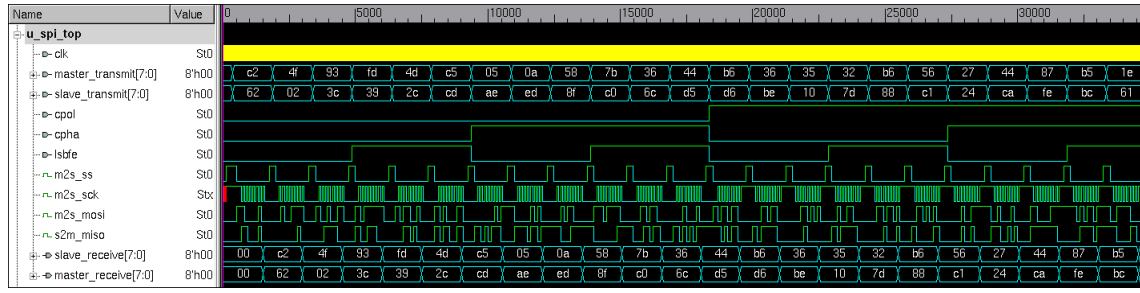 Name Value 0 5000 10000 15000 20000 25000 30000
u_spi_top
clk St0
master_transmit[7:0] 8'h00 c2 4f 93 fd 4d c5 05 0a 58 7b 36 44 b6 36 35 32 b6 56 27 44 87 b5 1e
slave_transmit[7:0] 8'h00 62 02 3c 39 2c cd ae ed 8f c0 6c d5 d6 be 10 7d 88 c1 24 ca fe bc 61
cpol St0
cpha St0
lsbfe St0
m2s_ss St0
m2s_sck Stx
m2s_mosi St0
s2m_miso St0
slave_receive[7:0] 8'h00 00 c2 4f 93 fd 4d c5 05 0a 58 7b 36 44 b6 36 35 32 b6 56 27 44 87 b5
master_receive[7:0] 8'h00 00 62 02 3c 39 2c cd ae ed 8f c0 6c d5 d6 be 10 7d 88 c1 24 ca fe bc